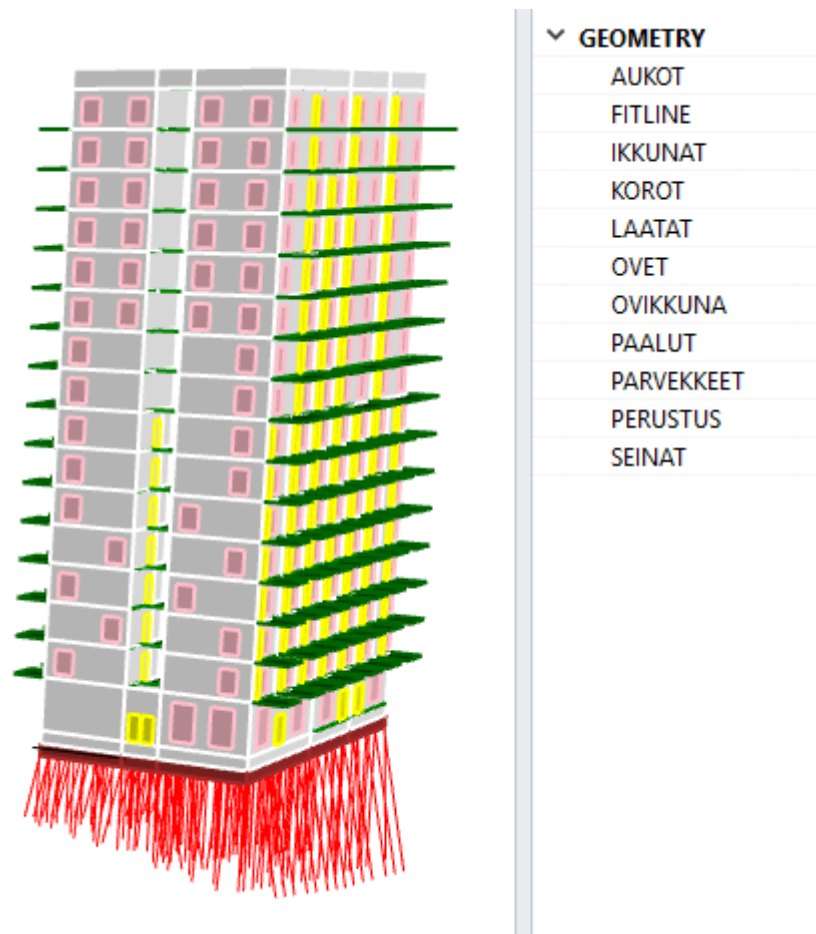 GEOMETRY
AUKOT
FITLINE
IKKUNAT
KOROT
LAATAT
OVET
OVIKKUNA
PAALUT
PARVEKKEET
PERUSTUS
SEINAT